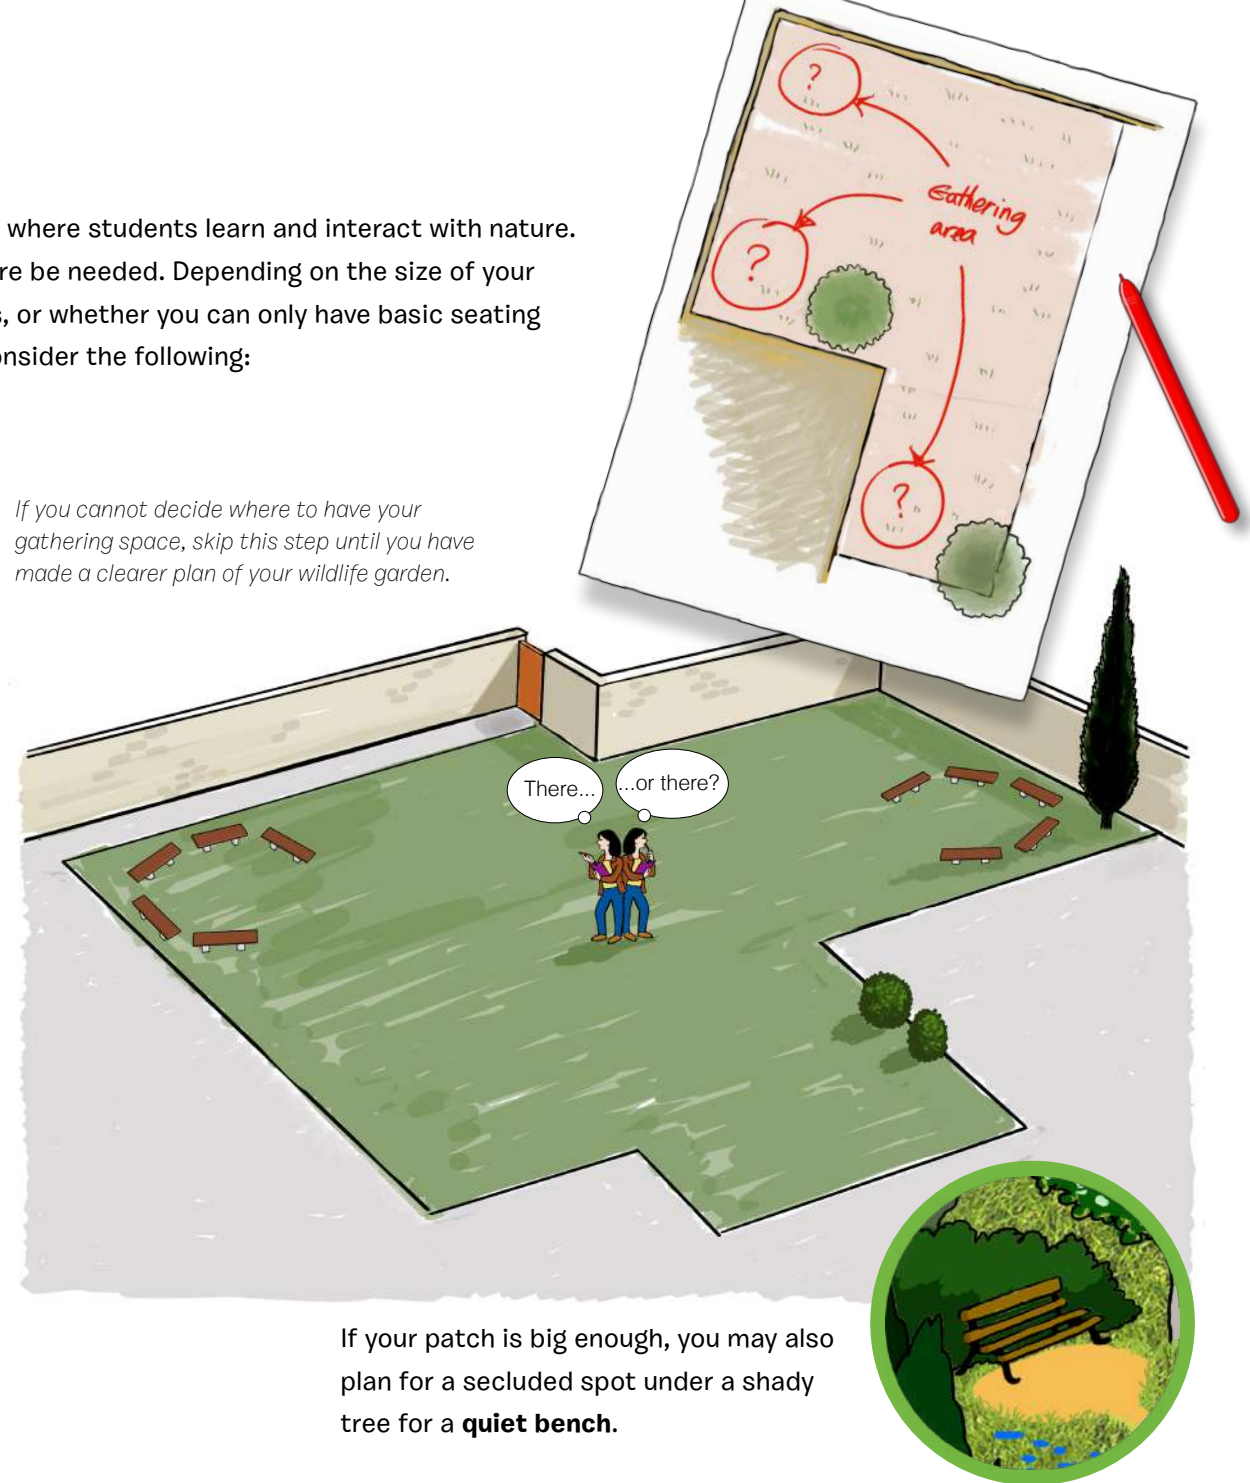 ?
Gathering
area
?
where students learn and interact with nature.
re be needed. Depending on the size of your
s, or whether you can only have basic seating
onsider the following:
?
If you cannot decide where to have your
gathering space, skip this step until you have
made a clearer plan of your wildlife garden.
There... ...or there?
If your patch is big enough, you may also
plan for a secluded spot under a shady
tree for a quiet bench.